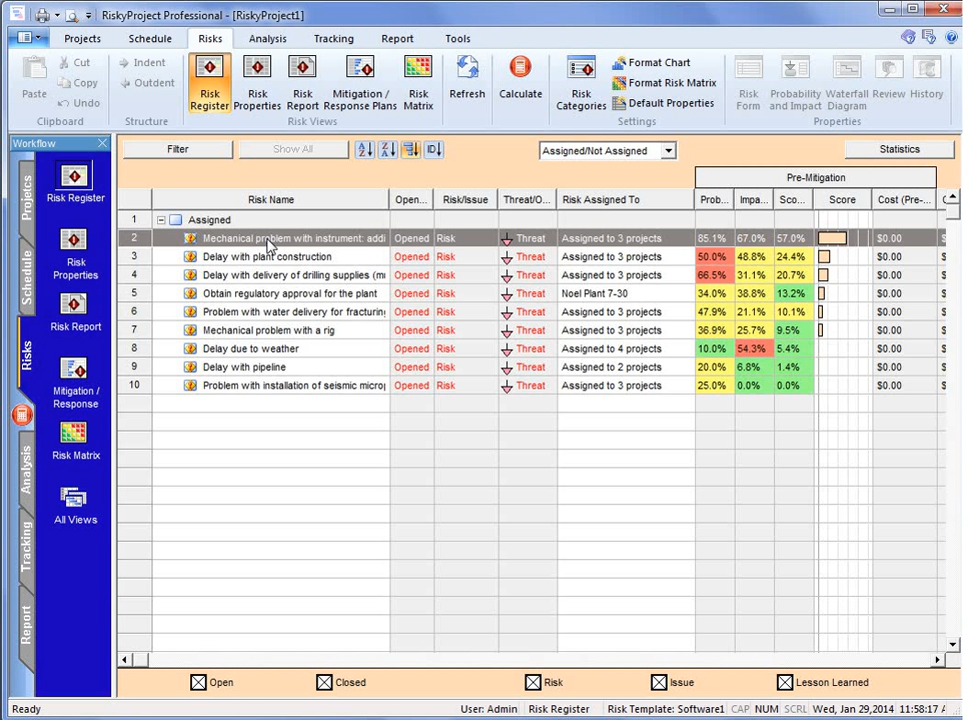 RiskyProject Professional - [RiskyProject1]
Projects Schedule Risks Analysis Tracking Report Tools
Paste
Cut
Copy
Undo
Clipboard
Indent
Outdent
Structure
Risk Register
Risk Properties
Risk Report
Mitigation / Response Plans
Risk Matrix
Risk Views
Refresh
Calculate
Risk Categories
Format Chart
Format Risk Matrix
Default Properties
Settings
Risk Form
Probability and Impact
Waterfall Diagram
Review
History
Properties
Workflow
Projetcs
Schedule
Risks
Analysis
Tracking
Report
Risk Register
Risk Properties
Risk Report
Mitigation / Response
Risk Matrix
All Views
Filter Show All Assigned/Not Assigned Statistics
Pre-Mitigation
Risk Name Open... Risk/Issue Threat/O... Risk Assigned To Prob... Impa... Sco... Score Cost (Pre-...
1 Assigned
2 Mechanical problem with instrument: addi Opened Risk Threat Assigned to 3 projects 85.1% 67.0% 57.0% $0.00
3 Delay with plant construction Opened Risk Threat Assigned to 3 projects 50.0% 48.8% 24.4% $0.00
4 Delay with delivery of drilling supplies (m Opened Risk Threat Assigned to 3 projects 66.5% 31.1% 20.7% $0.00
5 Obtain regulatory approval for the plant Opened Risk Threat Noel Plant 7-30 34.0% 38.8% 13.2% $0.00
6 Problem with water delivery for fracturin Opened Risk Threat Assigned to 3 projects 47.9% 21.1% 10.1% $0.00
7 Mechanical problem with a rig Opened Risk Threat Assigned to 3 projects 36.9% 25.7% 9.5% $0.00
8 Delay due to weather Opened Risk Threat Assigned to 4 projects 10.0% 54.3% 5.4% $0.00
9 Delay with pipeline Opened Risk Threat Assigned to 2 projects 20.0% 6.8% 1.4% $0.00
10 Problem with installation of seismic micro Opened Risk Threat Assigned to 3 projects 25.0% 0.0% 0.0% $0.00
Open Closed Risk Issue Lesson Learned
Ready User: Admin Risk Register Risk Template: Software1 CAP NUM SCRL Wed, Jan 29,2014 11:58:17